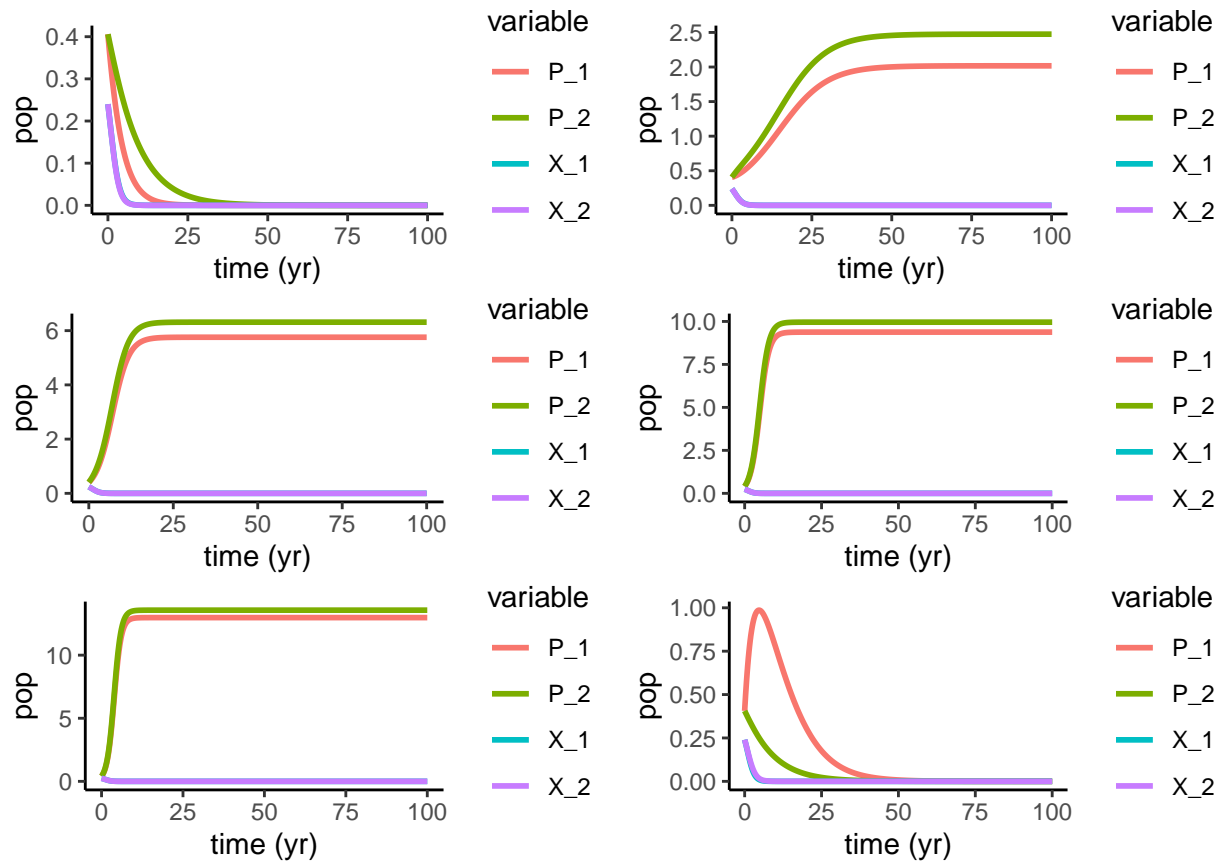 pop
0.4
0.3
0.2
0.1
0.0
0 25 50 75 100
time (yr)
variable
P_1
P_2
X_1
X_2
pop
2.5
2.0
1.5
1.0
0.5
0.0
0 25 50 75 100
time (yr)
variable
P_1
P_2
X_1
X_2
pop
6
4
2
0
0 25 50 75 100
time (yr)
variable
P_1
P_2
X_1
X_2
pop
10.0
7.5
5.0
2.5
0.0
0 25 50 75 100
time (yr)
variable
P_1
P_2
X_1
X_2
pop
10
5
0
0 25 50 75 100
time (yr)
variable
P_1
P_2
X_1
X_2
pop
1.00
0.75
0.50
0.25
0.00
0 25 50 75 100
time (yr)
variable
P_1
P_2
X_1
X_2